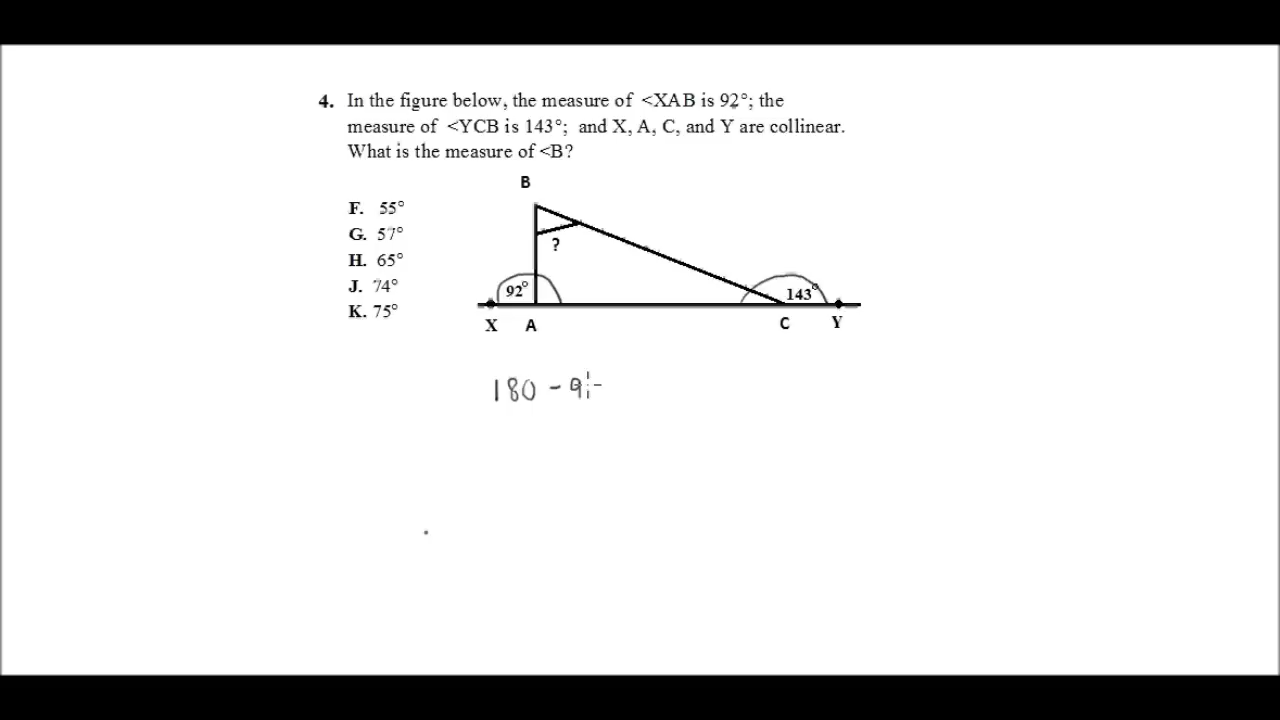 4. In the figure below, the measure of <XAB is 92°; the
measure of <YCB is 143°; and X, A, C, and Y are collinear.
What is the measure of <B?
B
F. 55°
G. 57°
H. 65°
J. 74°
K. 75°
?
92°
143°
X A C Y
180 - 9